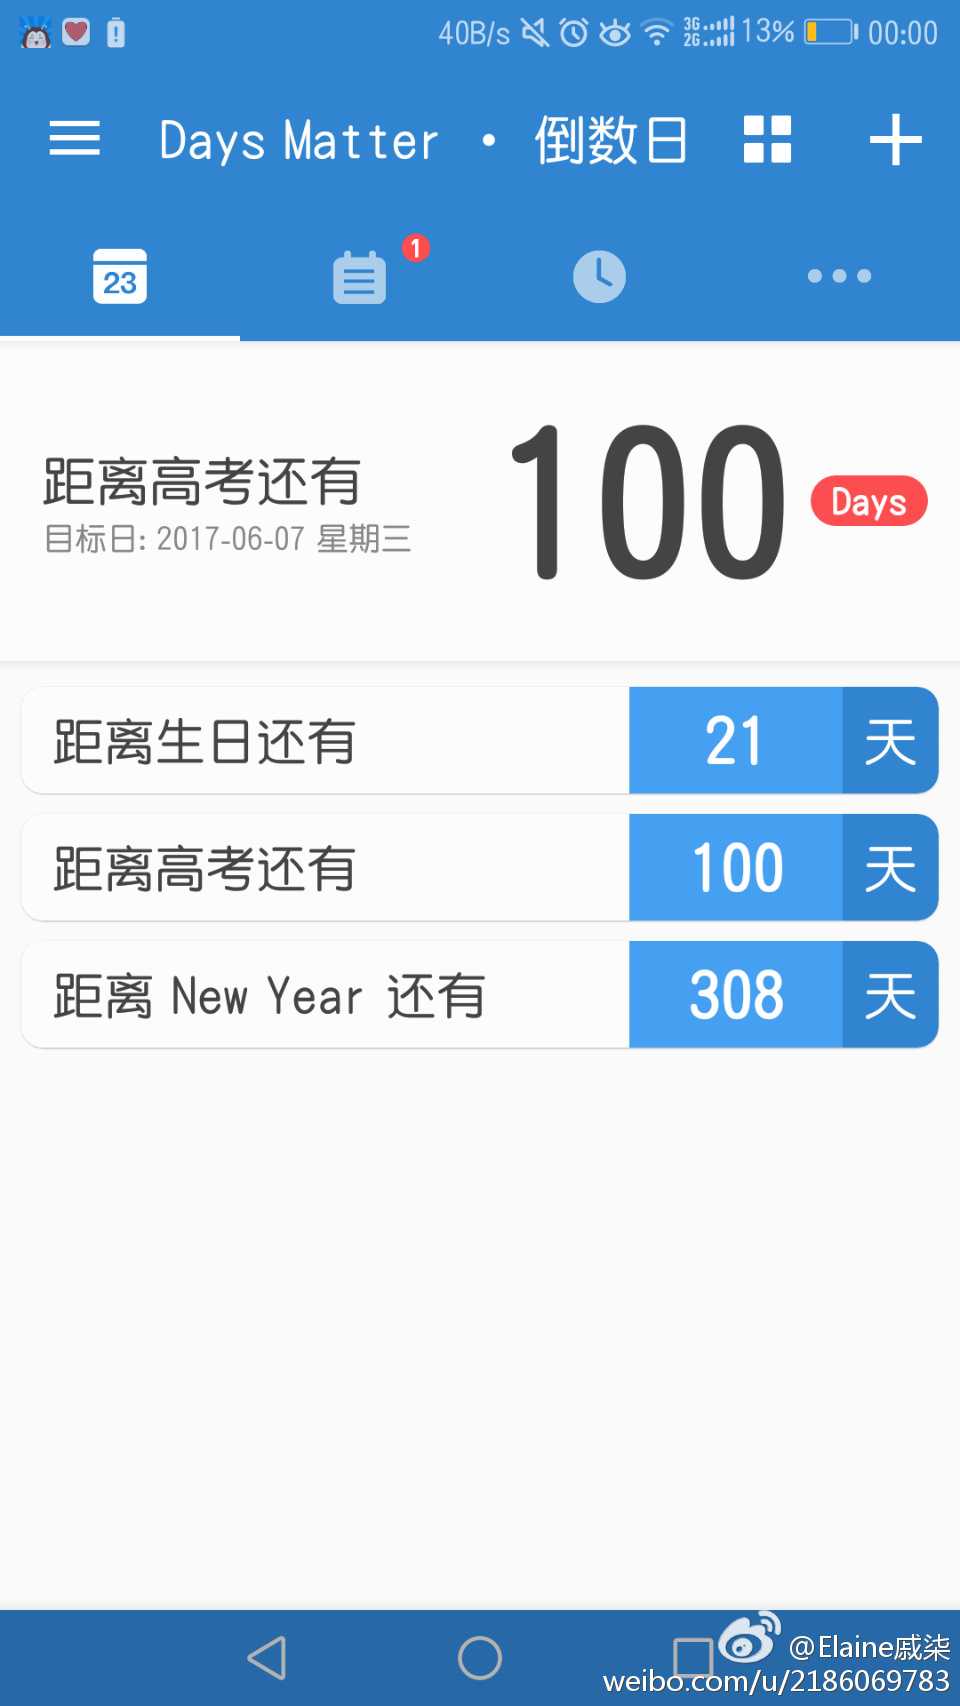 40B/s 3G 2G 13% 00:00
Days Matter · 倒数日
23 1
距离高考还有 100 Days
目标日: 2017-06-07 星期三
距离生日还有 21 天
距离高考还有 100 天
距离 New Year 还有 308 天
@Elaine戚柒
weibo.com/u/2186069783